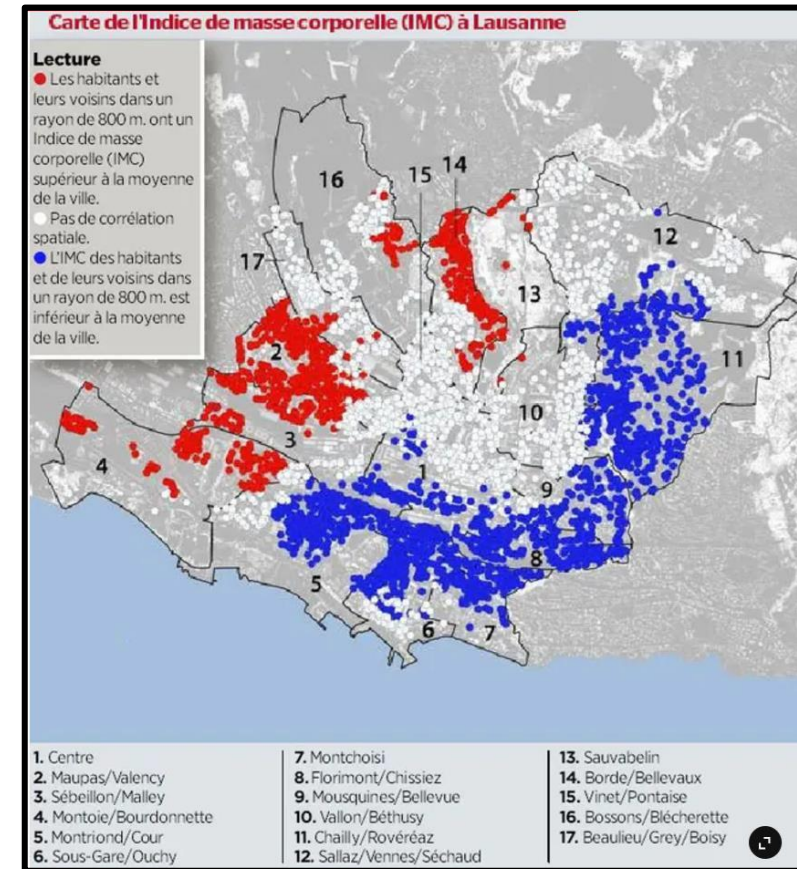 Carte de l'Indice de masse corporelle (IMC) à Lausanne
Lecture
Les habitants et
leurs voisins dans un
rayon de 800 m. ont un
Indice de masse
corporelle (IMC)
supérieur à la moyenne
de la ville.
Pas de corrélation
spatiale.
L'IMC des habitants
et de leurs voisins dans
un rayon de 800 m. est
inférieur à la moyenne
de la ville.
16
15
14
17
12
13
2
11
10
3
4
1
9
8
5
6
7
1. Centre
2. Maupas/Valency
3. Sébeillon/Malley
4. Montoie/Bourdonnette
5. Montriond/Cour
6. Sous-Gare/Ouchy
7. Montchoisi
8. Florimont/Chissiez
9. Mousquines/Bellevue
10. Vallon/Béthusy
11. Chailly/Rovéréaz
12. Sallaz/Vennes/Séchaud
13. Sauvabelin
14. Borde/Bellevaux
15. Vinet/Pontaise
16. Bossons/Blécherette
17. Beaulieu/Grey/Boisy